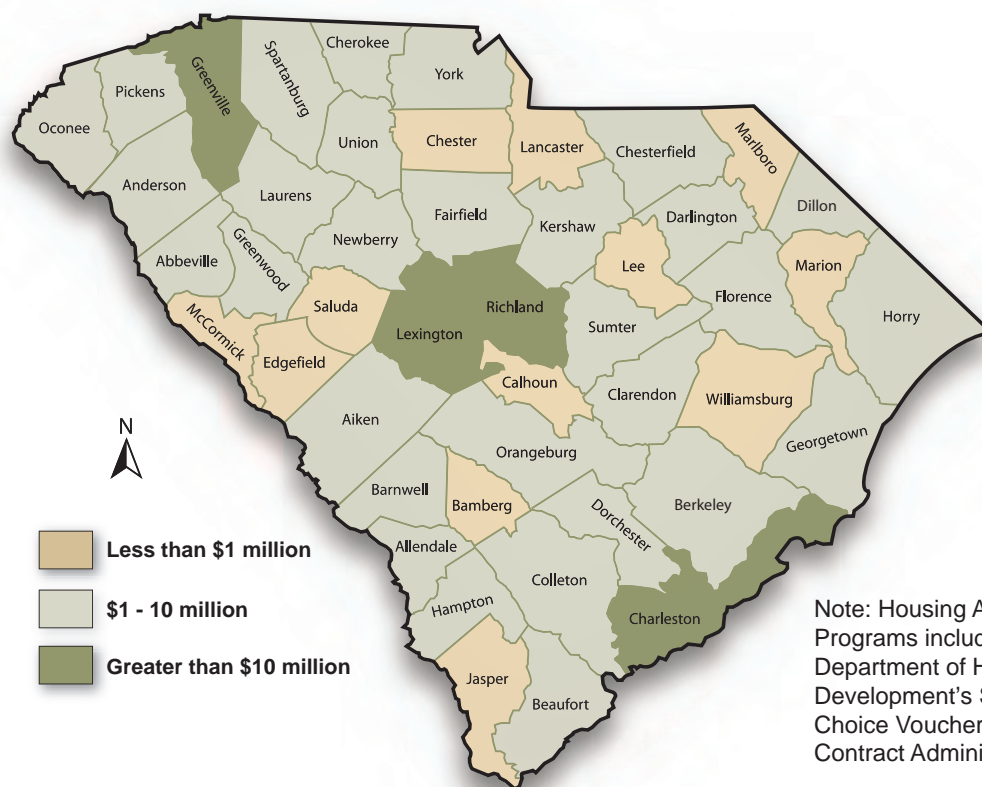 Cherokee
Spartanburg
York
Greenville
Pickens
Oconee
Union
Chester
Lancaster
Chesterfield
Marlboro
Anderson
Laurens
Fairfield
Kershaw
Darlington
Dillon
Abbeville
Greenwood
Newberry
Lee
Marion
McCormick
Saluda
Richland
Lexington
Sumter
Florence
Horry
Edgefield
Calhoun
Clarendon
Williamsburg
Aiken
Orangeburg
Georgetown
N
Barnwell
Bamberg
Dorchester
Berkeley
Allendale
Colleton
Hampton
Charleston
Jasper
Beaufort
Less than $1 million
$1 - 10 million
Greater than $10 million
Note: Housing
Programs
Department of
Development's
Choice Voucher
Contract